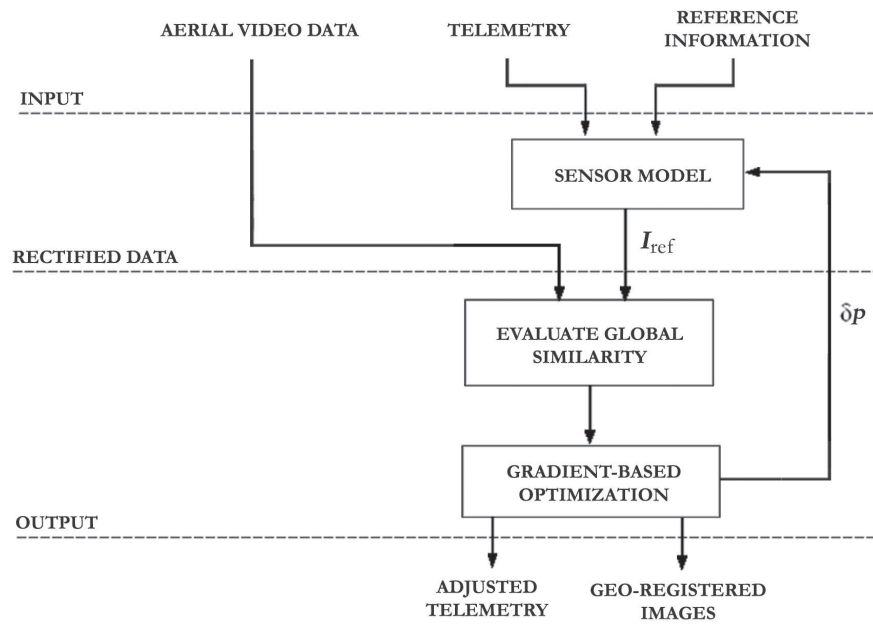 AERIAL VIDEO DATA
TELEMETRY
REFERENCE
INFORMATION
INPUT
SENSOR MODEL
I ref
RECTIFIED DATA
δp
EVALUATE GLOBAL
SIMILARITY
GRADIENT-BASED
OPTIMIZATION
OUTPUT
ADJUSTED
TELEMETRY
GEO-REGISTERED
IMAGES